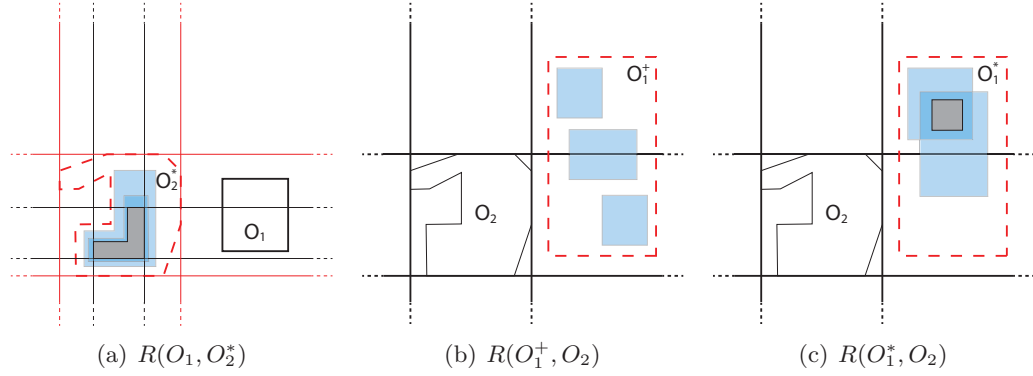 O₂*
O₁
(a) R(O₁, O₂*)
O₁⁺
O₂
(b) R(O₁⁺, O₂)
O₁*
O₂
(c) R(O₁*, O₂)